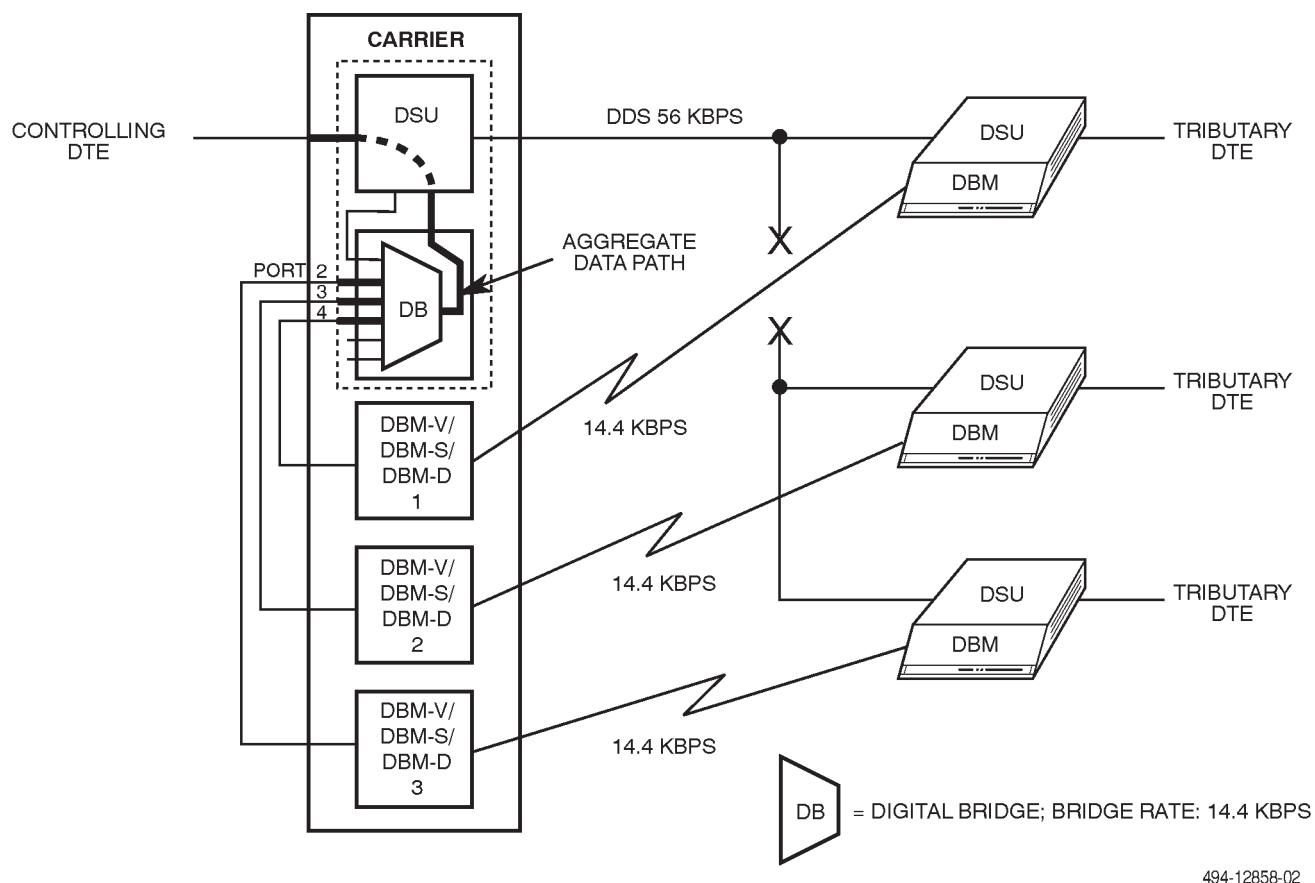 CARRIER
CONTROLLING
DTE
DSU
DDS 56 KBPS
DSU
DBM
TRIBUTARY
DTE
AGGREGATE
DATA PATH
PORT 2
3
4
DB
X
X
DSU
DBM
TRIBUTARY
DTE
DBM-V/
DBM-S/
DBM-D
1
14.4 KBPS
DBM-V/
DBM-S/
DBM-D
2
14.4 KBPS
DSU
DBM
TRIBUTARY
DTE
DBM-V/
DBM-S/
DBM-D
3
14.4 KBPS
DB = DIGITAL BRIDGE; BRIDGE RATE: 14.4 KBPS
494-12858-02